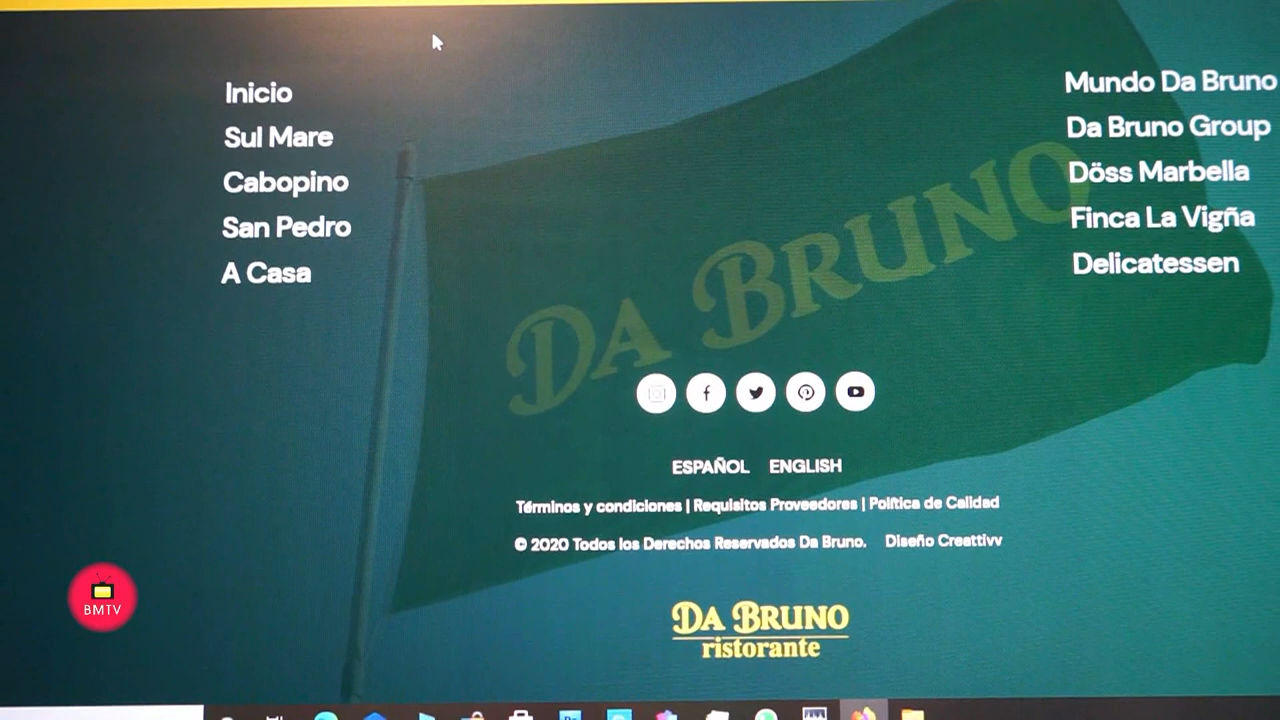 Inicio
Sul Mare
Cabopino
San Pedro
A Casa
Mundo Da Bruno
Da Bruno Group
Döss Marbella
Finca La Vigña
Delicatessen
DA BRUNO
ESPAÑOL ENGLISH
Términos y condiciones | Requisitos Proveedores | Política de Calidad
© 2020 Todos los Derechos Reservados Da Bruno. Diseño Creattivv
DA BRUNO
ristorante
BMTV